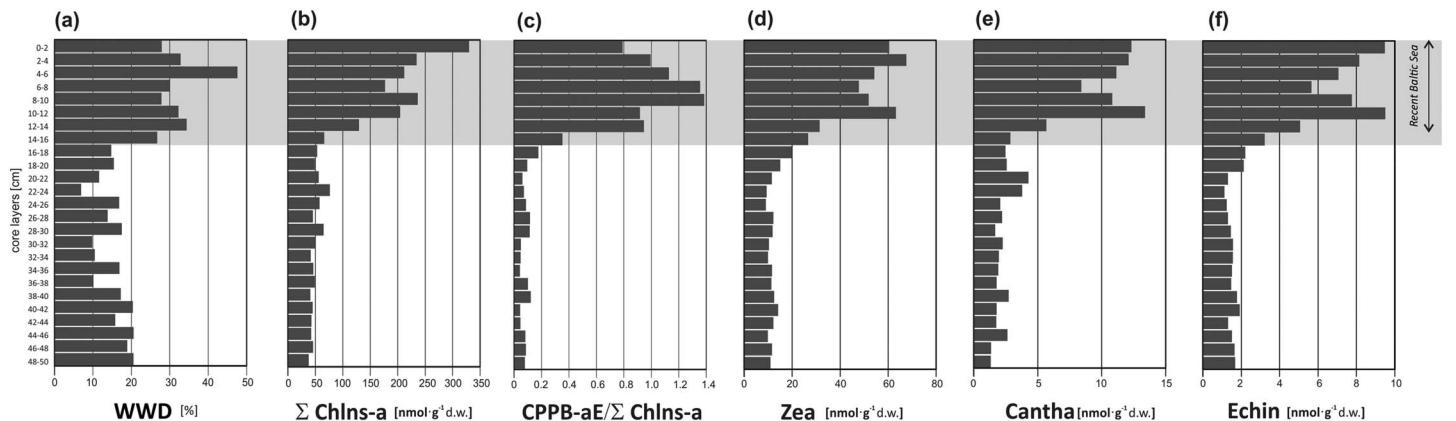 (a) (b) (c) (d) (e) (f)
core layers [cm]
0-2
2-4
4-6
6-8
8-10
10-12
12-14
14-16
16-18
18-20
20-22
22-24
24-26
26-28
28-30
30-32
32-34
34-36
36-38
38-40
40-42
42-44
44-46
46-48
48-50
Recent Baltic Sea
0 10 20 30 40 50
0 50 100 150 200 250 300 350
0 0.2 0.4 0.6 0.8 1.0 1.2 1.4
0 20 40 60 80
0 5 10 15
0 2 4 6 8 10
WWD [%]
Σ Chlns-a [nmol·g⁻¹ d.w.]
CPPB-aE/Σ Chlns-a
Zea [nmol·g⁻¹ d.w.]
Cantha [nmol·g⁻¹ d.w.]
Echin [nmol·g⁻¹ d.w.]